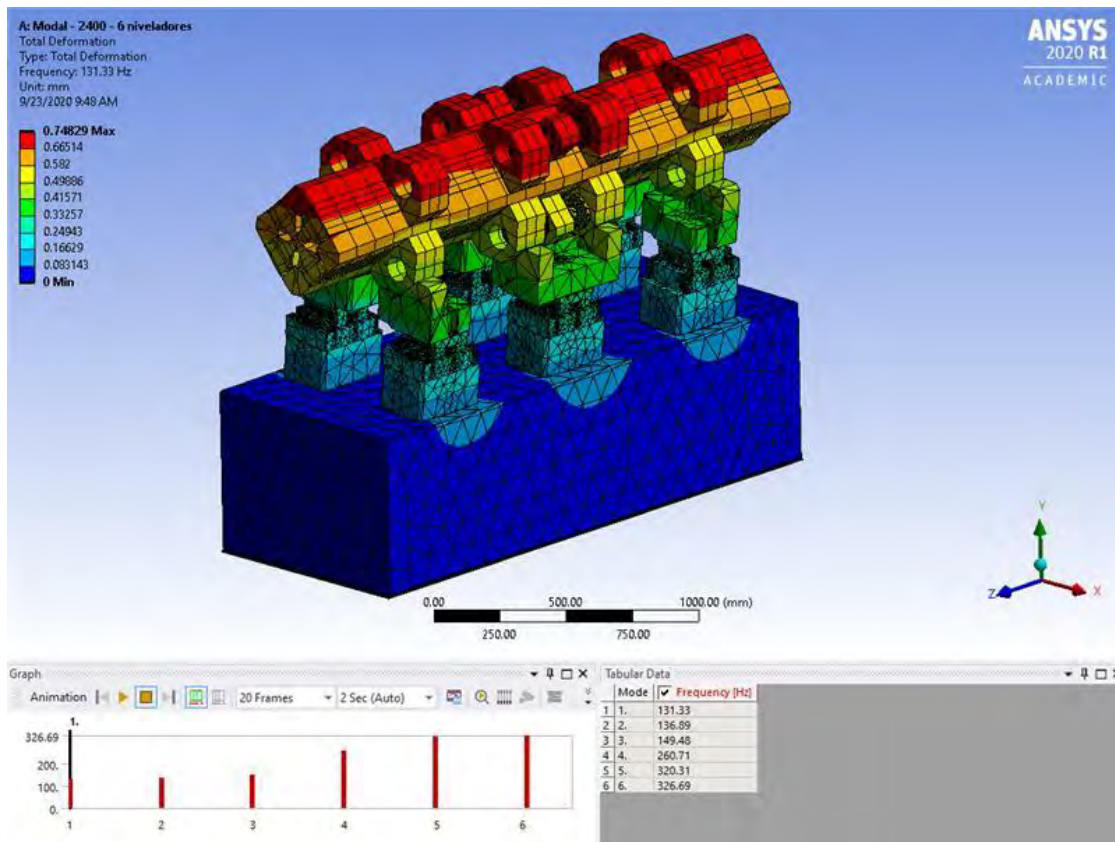 A: Modal - 2400 - 6 niveladores
Total Deformation
Type: Total Deformation
Frequency: 131.33 Hz
Unit: mm
9/23/2020 9:48 AM
0.74829 Max
0.66514
0.582
0.49886
0.41571
0.33257
0.24943
0.16629
0.083143
0 Min
ANSYS
2020 R1
ACADEMIC
Y
Z
X
0.00 500.00 1000.00 (mm)
250.00 750.00
Graph
Animation 20 Frames 2 Sec (Auto)
1.
326.69
200.
100.
0.
1 2 3 4 5 6
Tabular Data
Mode Frequency [Hz]
1 1. 131.33
2 2. 136.89
3 3. 149.48
4 4. 260.71
5 5. 320.31
6 6. 326.69